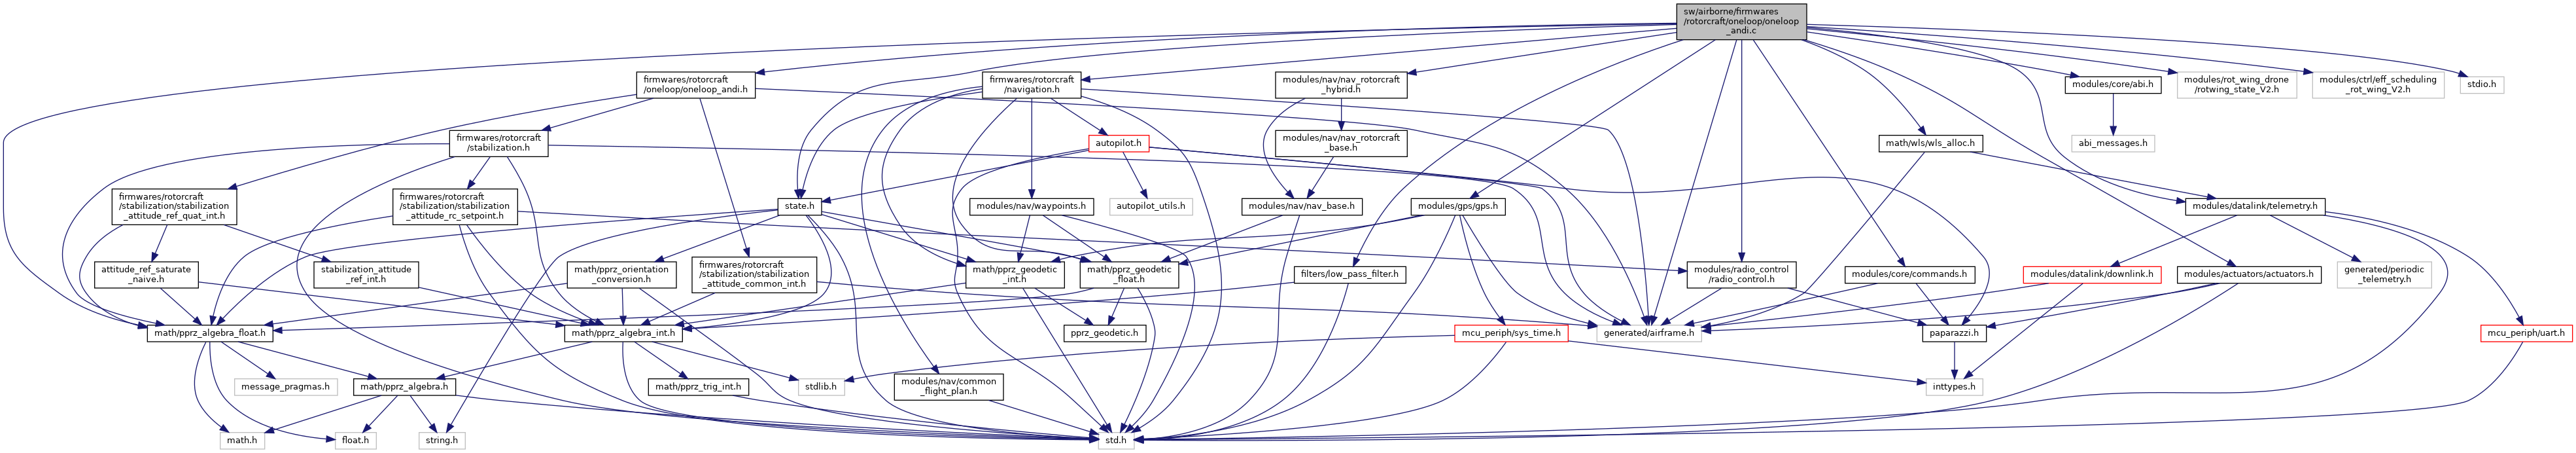 sw/airborne/firmwares
/rotorcraft/oneloop/oneloop
_andi.c
firmwares/rotorcraft
/oneloop/oneloop_andi.h
firmwares/rotorcraft
/navigation.h
modules/nav/nav_rotorcraft
_hybrid.h
modules/core/abi.h
modules/rot_wing_drone
/rotwing_state_V2.h
modules/ctrl/eff_scheduling
_rot_wing_V2.h
stdio.h
firmwares/rotorcraft
/stabilization.h
autopilot.h
modules/nav/nav_rotorcraft
_base.h
math/wls/wls_alloc.h
abi_messages.h
firmwares/rotorcraft
/stabilization/stabilization
_attitude_ref_quat_int.h
firmwares/rotorcraft
/stabilization/stabilization
_attitude_rc_setpoint.h
state.h
modules/nav/waypoints.h
autopilot_utils.h
modules/nav/nav_base.h
modules/gps/gps.h
modules/datalink/telemetry.h
attitude_ref_saturate
_naive.h
stabilization_attitude
_ref_int.h
math/pprz_orientation
_conversion.h
firmwares/rotorcraft
/stabilization/stabilization
_attitude_common_int.h
math/pprz_geodetic
_int.h
math/pprz_geodetic
_float.h
filters/low_pass_filter.h
modules/radio_control
/radio_control.h
modules/core/commands.h
modules/datalink/downlink.h
modules/actuators/actuators.h
generated/periodic
_telemetry.h
math/pprz_algebra_float.h
math/pprz_algebra_int.h
pprz_geodetic.h
mcu_periph/sys_time.h
generated/airframe.h
paparazzi.h
mcu_periph/uart.h
message_pragmas.h
math/pprz_algebra.h
math/pprz_trig_int.h
stdlib.h
modules/nav/common
_flight_plan.h
inttypes.h
math.h
float.h
string.h
std.h